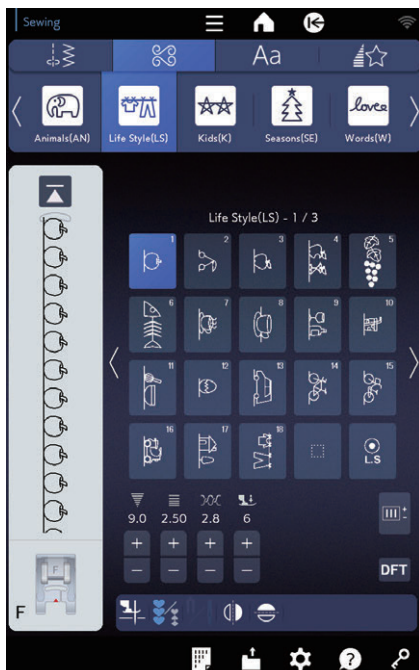 Sewing
Aa
Animals(AN) Life Style(LS) Kids(K) Seasons(SE) Words(W)
Life Style(LS) - 1 / 3
1 2 3 4 5
6 7 8 9 10
11 12 13 14 15
16 17 18 L.S
9.0 2.50 2.8 6
+ + + +
− − − −
DFT
F
F
?